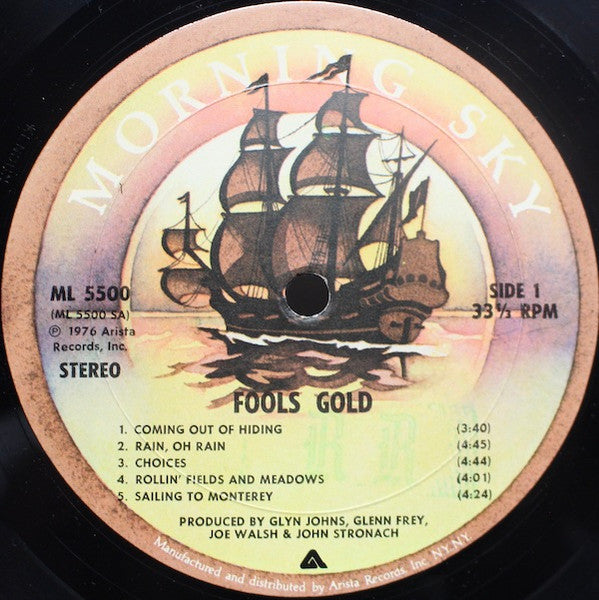 MORNING SKY
ML 5500
(ML 5500 SA)
℗ 1976 Arista
Records, Inc.
STEREO
SIDE 1
33⅓ RPM
FOOLS GOLD
1. COMING OUT OF HIDING (3:40)
2. RAIN, OH RAIN (4:45)
3. CHOICES (4:44)
4. ROLLIN' FIELDS AND MEADOWS (4:01)
5. SAILING TO MONTEREY (4:24)
PRODUCED BY GLYN JOHNS, GLENN FREY,
JOE WALSH & JOHN STRONACH
Manufactured and distributed by Arista Records, Inc. N.Y. N.Y.